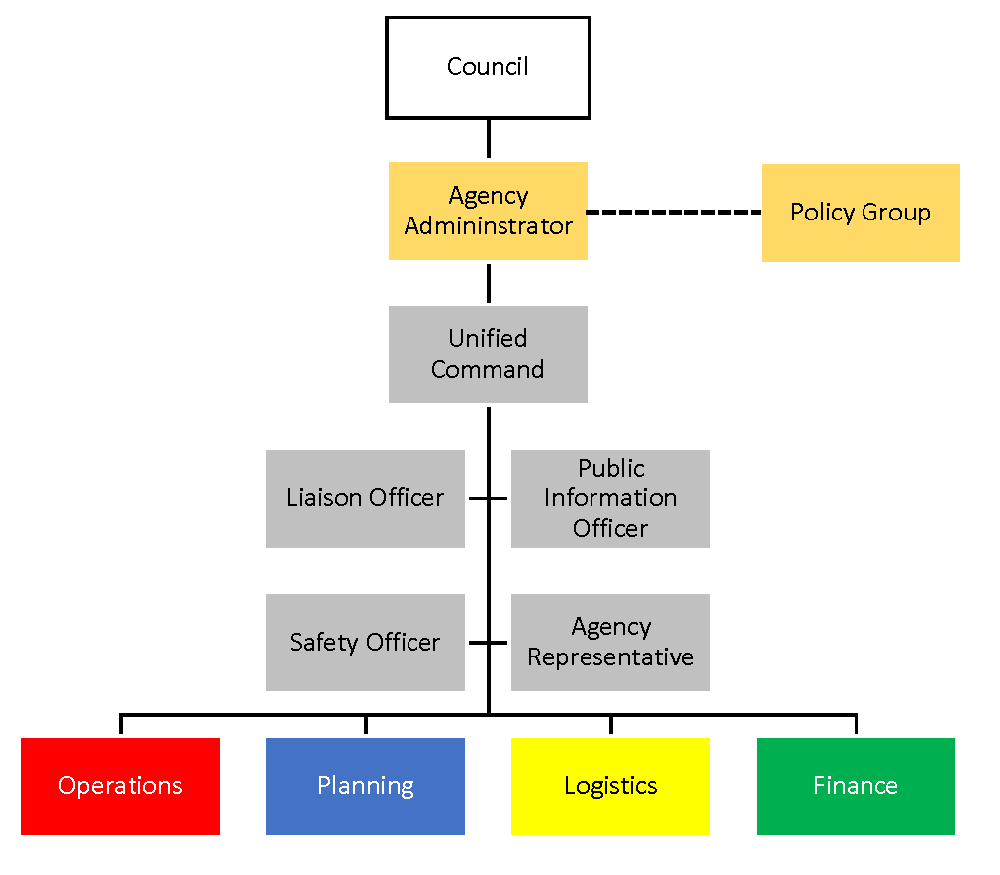 Council
Agency
Admininstrator
Policy Group
Unified
Command
Liaison Officer
Public
Information
Officer
Safety Officer
Agency
Representative
Operations
Planning
Logistics
Finance